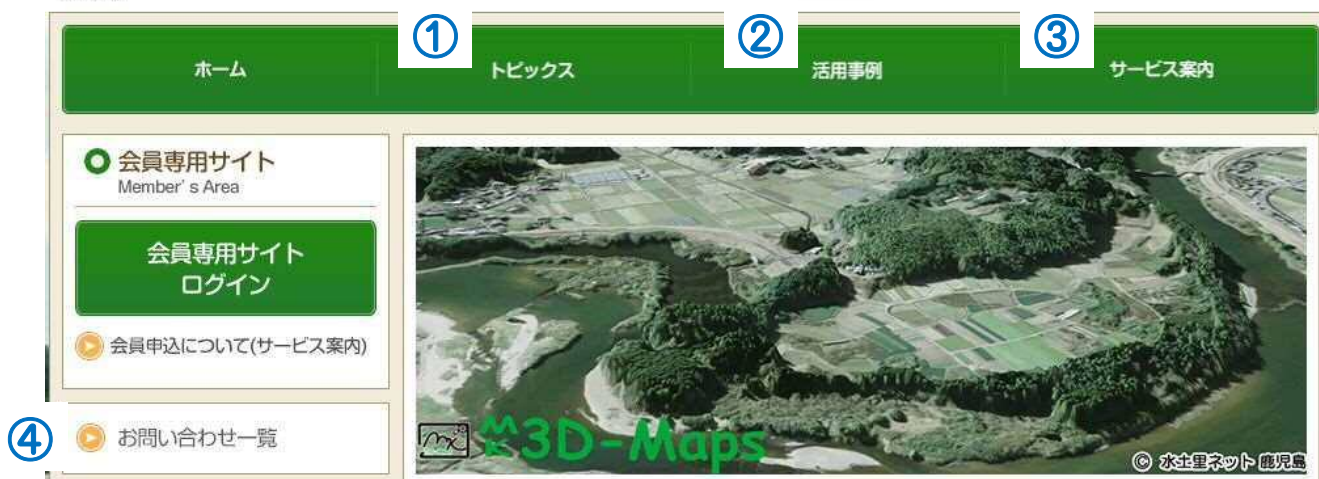 ① ② ③
ホーム トピックス 活用事例 サービス案内
会員専用サイト
Member's Area
会員専用サイト
ログイン
会員申込について(サービス案内)
④ お問い合わせ一覧
3D-Maps
© 水土里ネット 鹿児島